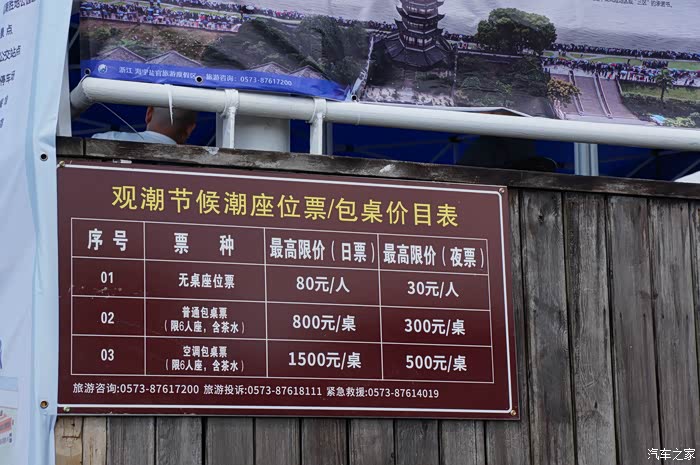 浙江 海宁盐官旅游度假区 旅游咨询：0573-87617200
观潮节候潮座位票/包桌价目表
序号 票 种 最高限价（日票） 最高限价（夜票）
01 无桌座位票 80元/人 30元/人
02 普通包桌票（限6人座，含茶水） 800元/桌 300元/桌
03 空调包桌票（限6人座，含茶水） 1500元/桌 500元/桌
旅游咨询:0573-87617200 旅游投诉:0573-87618111 紧急救援:0573-87614019
汽车之家